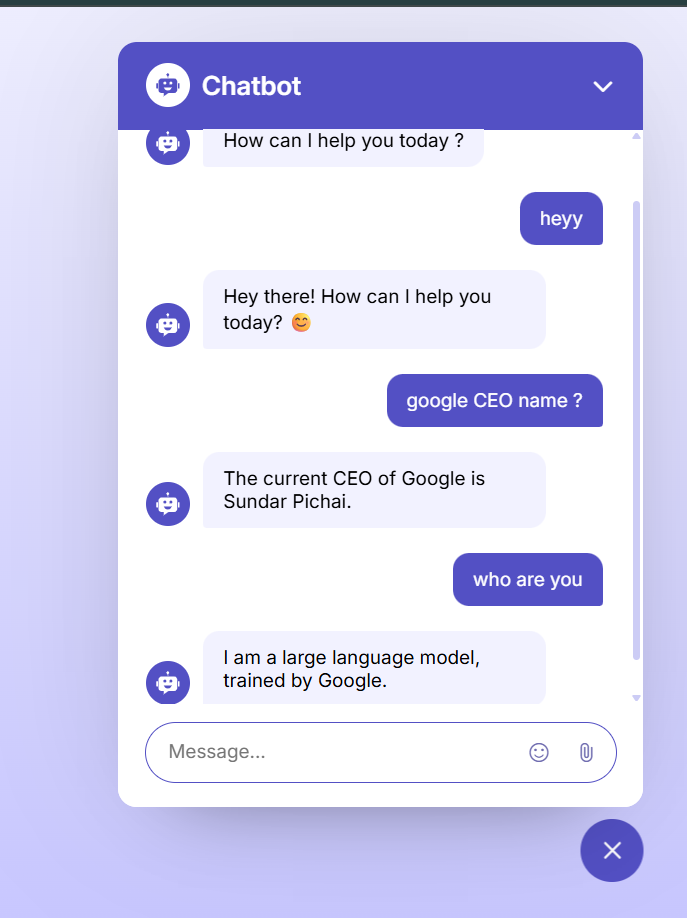 Chatbot
How can I help you today ?
heyy
Hey there! How can I help you
today? 😊
google CEO name ?
The current CEO of Google is
Sundar Pichai.
who are you
I am a large language model,
trained by Google.
Message...